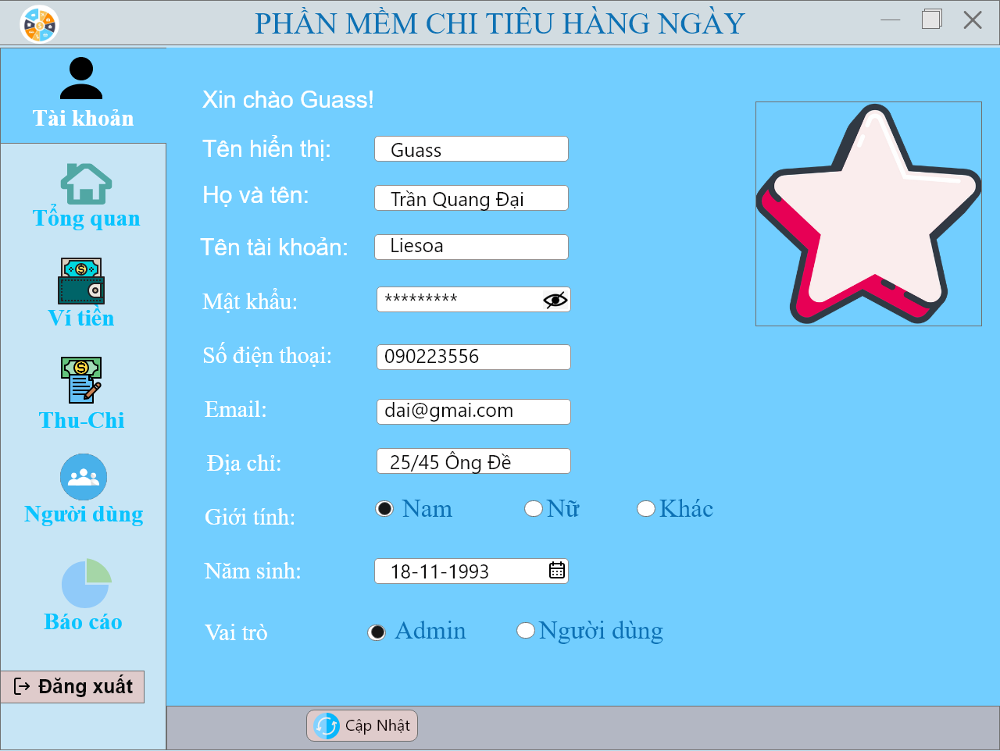 PHẦN MỀM CHI TIÊU HÀNG NGÀY
Tài khoản
Tổng quan
Ví tiền
Thu-Chi
Người dùng
Báo cáo
Đăng xuất
Xin chào Guass!
Tên hiển thị: Guass
Họ và tên: Trần Quang Đại
Tên tài khoản: Liesoa
Mật khẩu: *********
Số điện thoại: 090223556
Email: dai@gmai.com
Địa chỉ: 25/45 Ông Đề
Giới tính: Nam Nữ Khác
Năm sinh: 18-11-1993
Vai trò Admin Người dùng
Cập Nhật